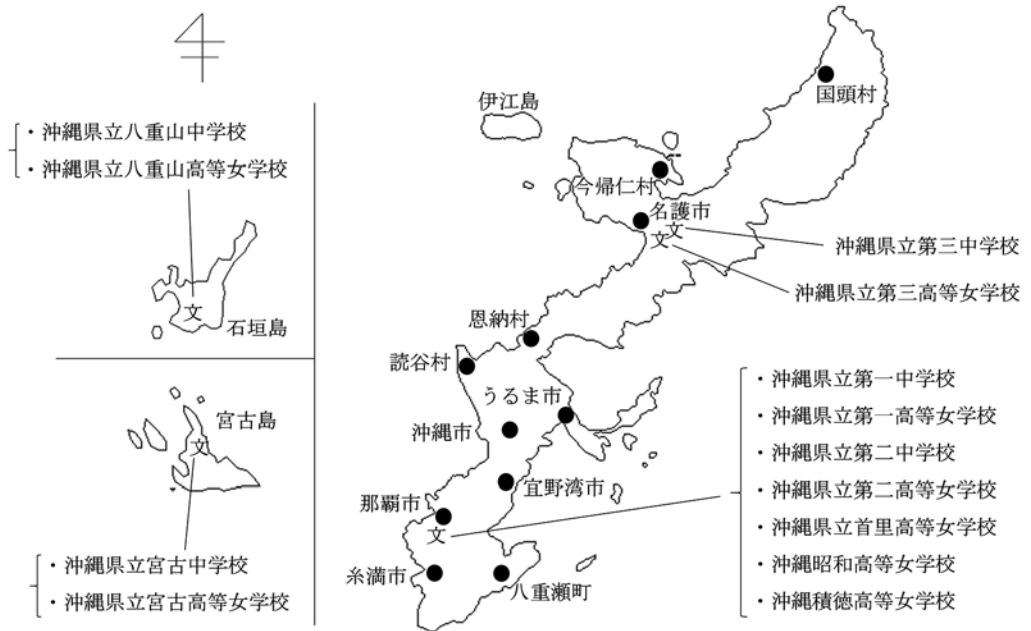 ・沖縄県立八重山中学校
・沖縄県立八重山高等女学校
文
石垣島
宮古島
文
・沖縄県立宮古中学校
・沖縄県立宮古高等女学校
国頭村
伊江島
今帰仁村
名護市
文
文
沖縄県立第三中学校
沖縄県立第三高等女学校
恩納村
読谷村
うるま市
沖縄市
宜野湾市
那覇市
文
糸満市
八重瀬町
・沖縄県立第一中学校
・沖縄県立第一高等女学校
・沖縄県立第二中学校
・沖縄県立第二高等女学校
・沖縄県立首里高等女学校
・沖縄昭和高等女学校
・沖縄積徳高等女学校